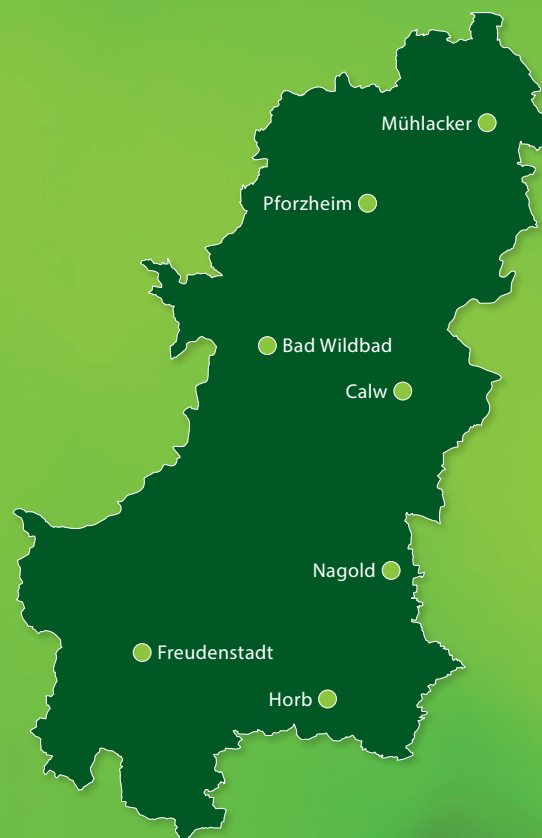 Mühlacker
Pforzheim
Bad Wildbad
Calw
Nagold
Freudenstadt
Horb